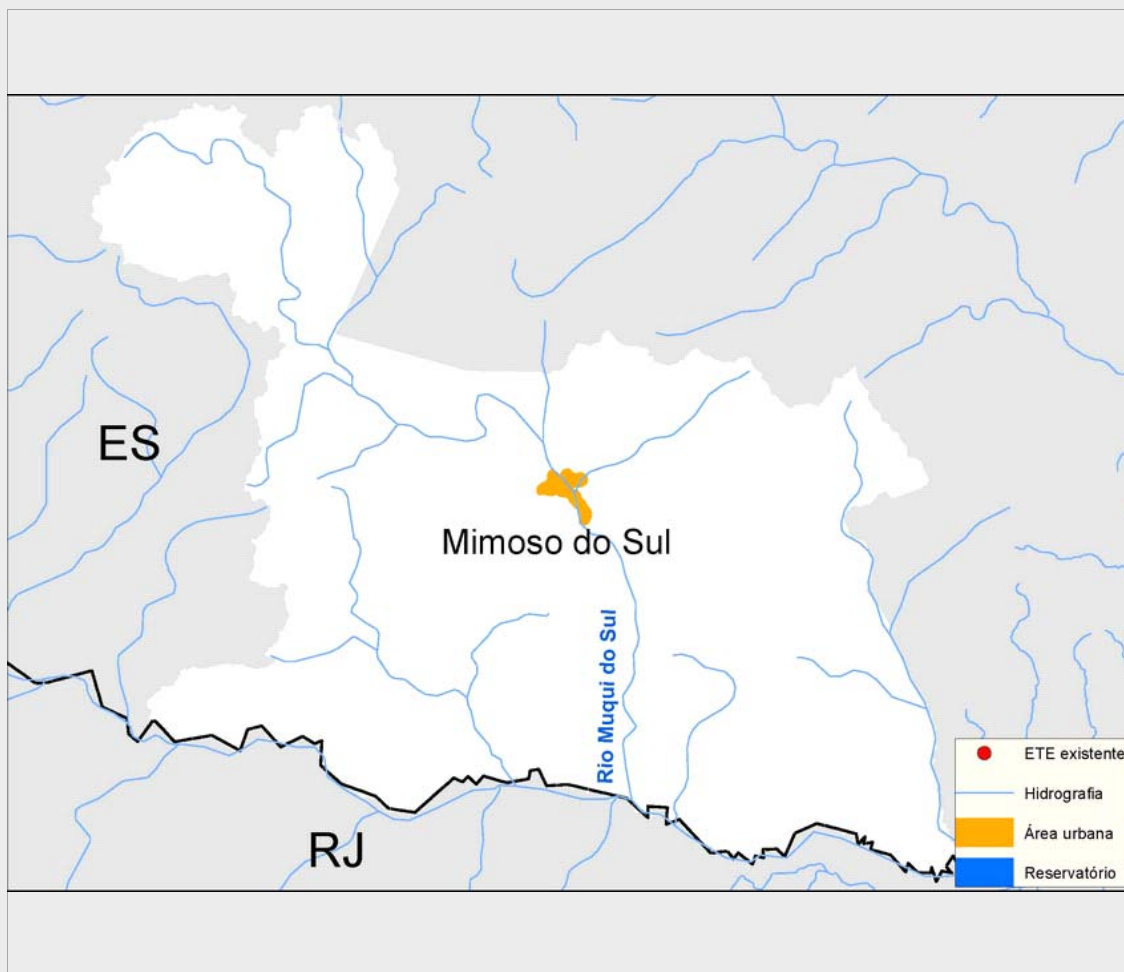 ES
Mimoso do Sul
Rio Muqui do Sul
RJ
ETE existente
Hidrografia
Área urbana
Reservatório